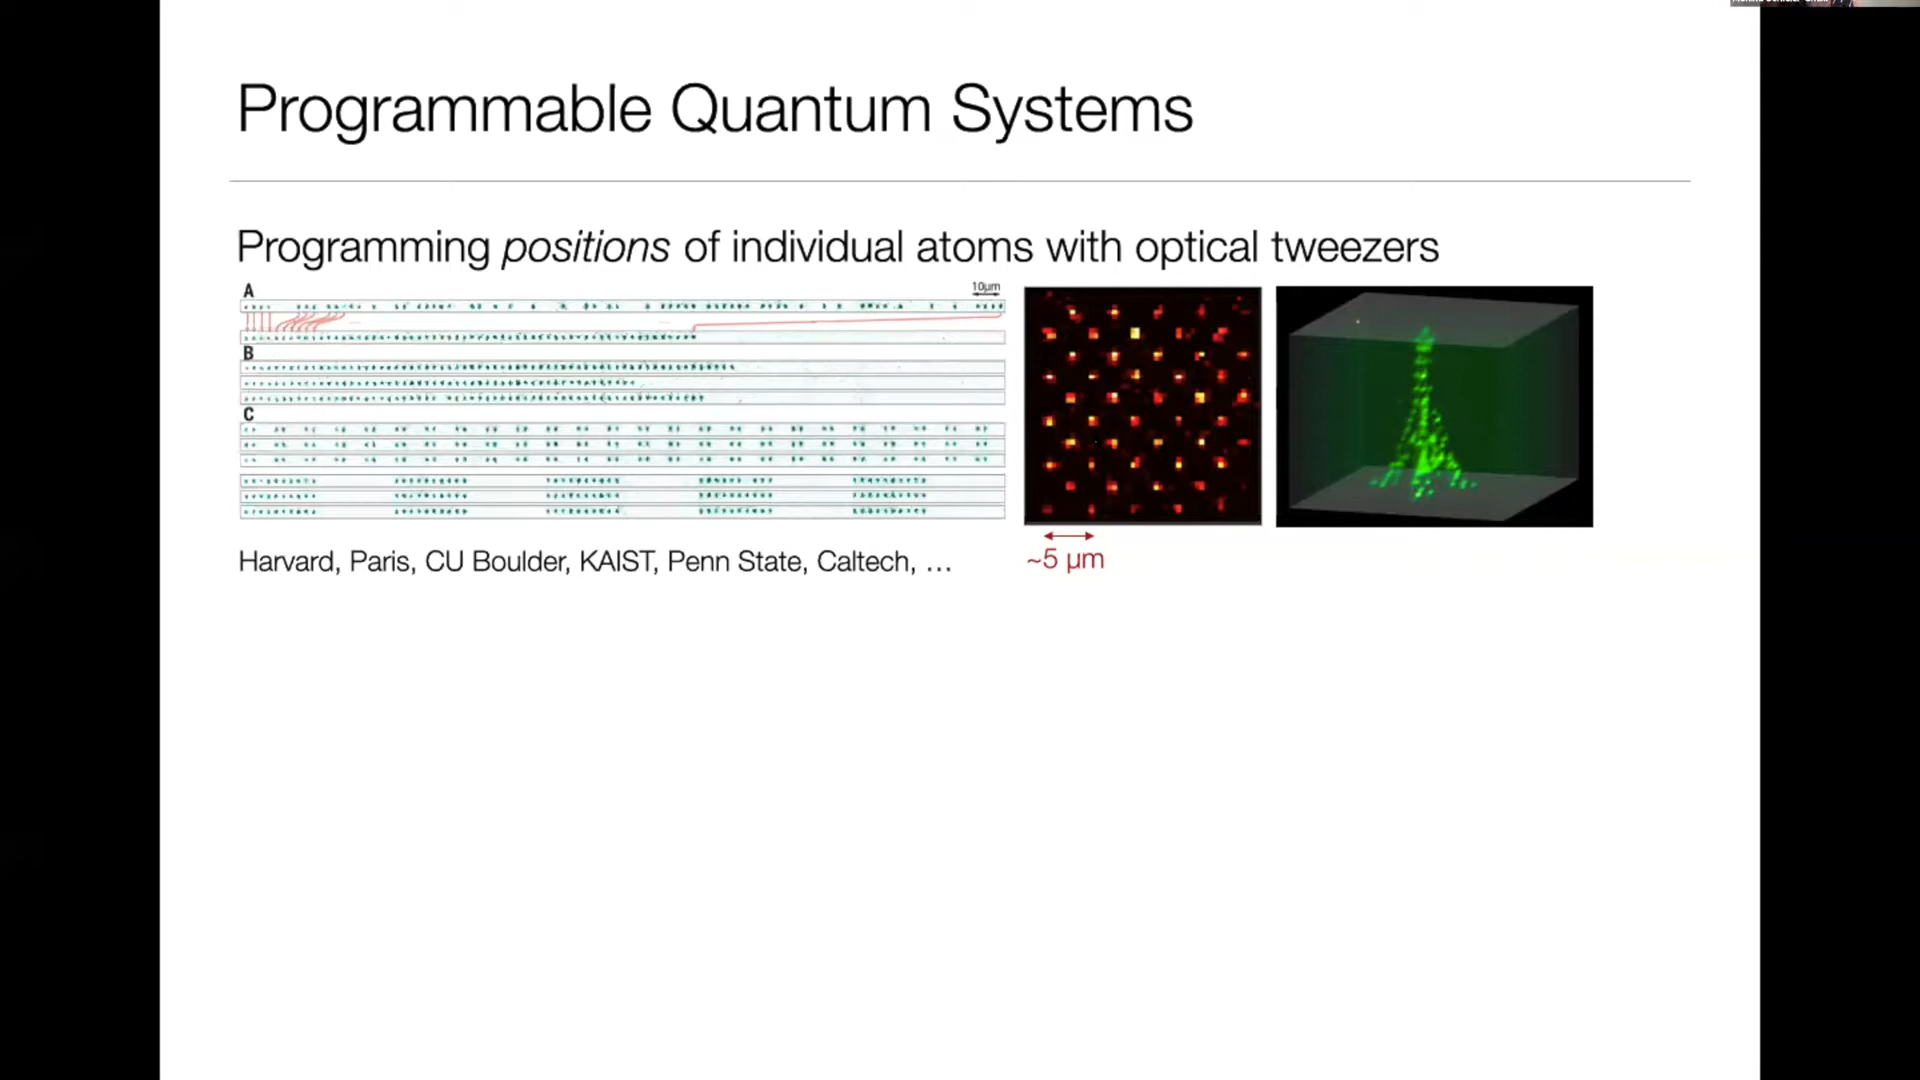 Programmable Quantum Systems
Programming positions of individual atoms with optical tweezers
A
10μm
B
C
Harvard, Paris, CU Boulder, KAIST, Penn State, Caltech, …
~5 μm